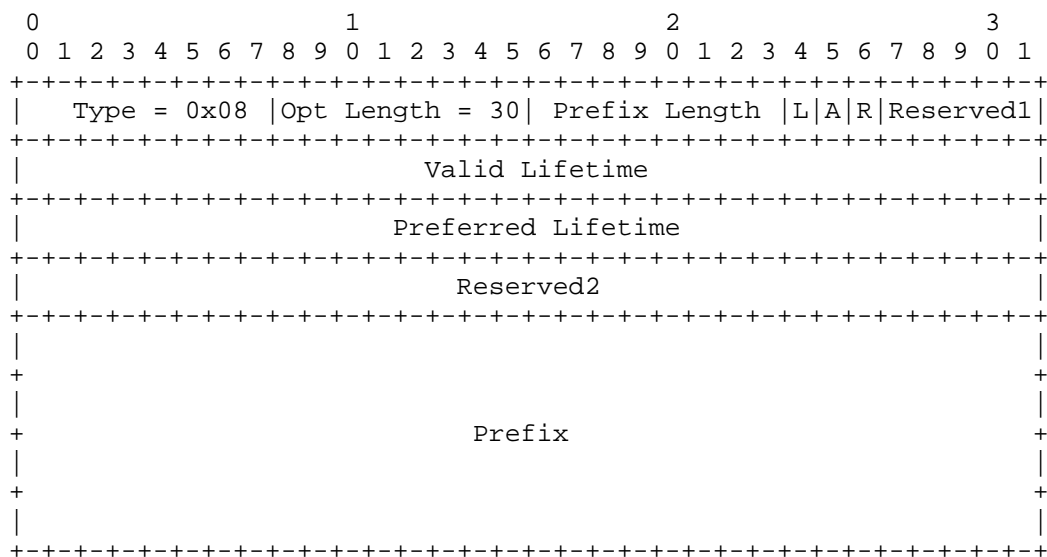 0                   1                   2                   3
 0 1 2 3 4 5 6 7 8 9 0 1 2 3 4 5 6 7 8 9 0 1 2 3 4 5 6 7 8 9 0 1
+-+-+-+-+-+-+-+-+-+-+-+-+-+-+-+-+-+-+-+-+-+-+-+-+-+-+-+-+-+-+-+-+
|   Type = 0x08 |Opt Length = 30| Prefix Length |L|A|R|Reserved1|
+-+-+-+-+-+-+-+-+-+-+-+-+-+-+-+-+-+-+-+-+-+-+-+-+-+-+-+-+-+-+-+-+
|                         Valid Lifetime                        |
+-+-+-+-+-+-+-+-+-+-+-+-+-+-+-+-+-+-+-+-+-+-+-+-+-+-+-+-+-+-+-+-+
|                       Preferred Lifetime                      |
+-+-+-+-+-+-+-+-+-+-+-+-+-+-+-+-+-+-+-+-+-+-+-+-+-+-+-+-+-+-+-+-+
|                           Reserved2                           |
+-+-+-+-+-+-+-+-+-+-+-+-+-+-+-+-+-+-+-+-+-+-+-+-+-+-+-+-+-+-+-+-+
|                                                               |
+                                                               +
|                                                               |
+                            Prefix                             +
|                                                               |
+                                                               +
|                                                               |
+-+-+-+-+-+-+-+-+-+-+-+-+-+-+-+-+-+-+-+-+-+-+-+-+-+-+-+-+-+-+-+-+